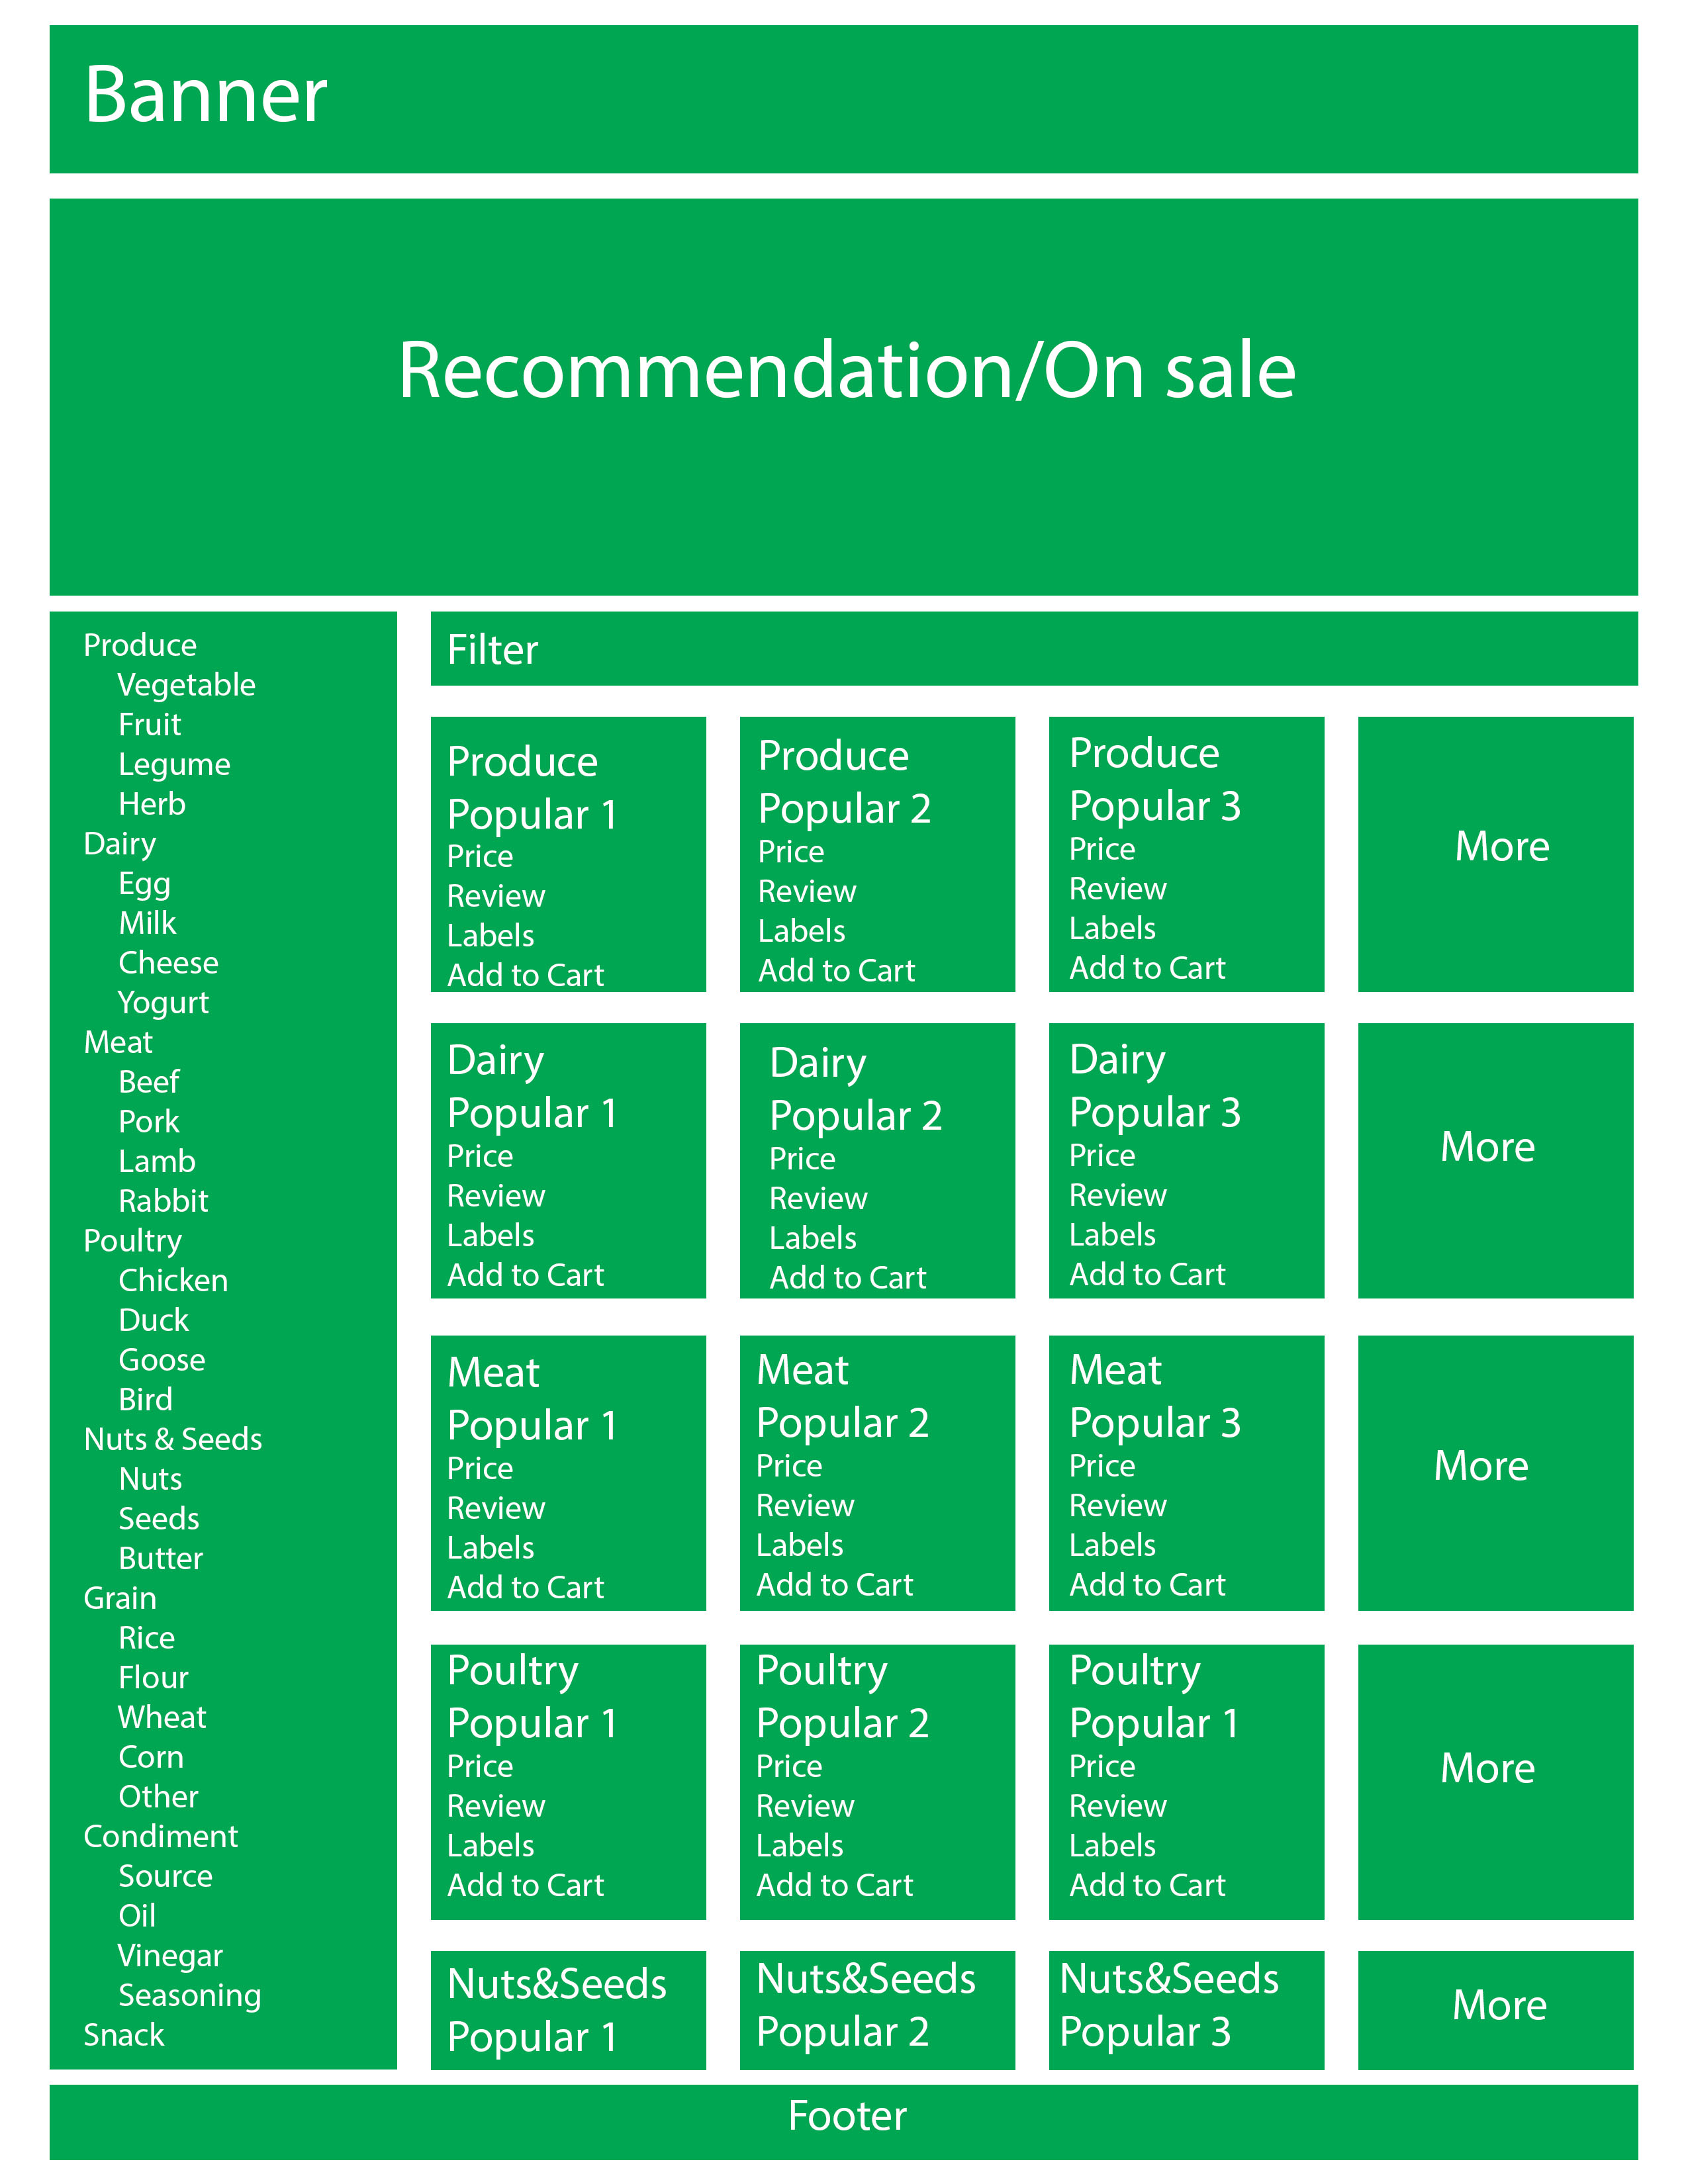 Banner
Recommendation/On sale
Produce
Vegetable
Fruit
Legume
Herb
Dairy
Egg
Milk
Cheese
Yogurt
Meat
Beef
Pork
Lamb
Rabbit
Poultry
Chicken
Duck
Goose
Bird
Nuts & Seeds
Nuts
Seeds
Butter
Grain
Rice
Flour
Wheat
Corn
Other
Condiment
Source
Oil
Vinegar
Seasoning
Snack
Filter
Produce
Popular 1
Price
Review
Labels
Add to Cart
Produce
Popular 2
Price
Review
Labels
Add to Cart
Produce
Popular 3
Price
Review
Labels
Add to Cart
More
Dairy
Popular 1
Price
Review
Labels
Add to Cart
Dairy
Popular 2
Price
Review
Labels
Add to Cart
Dairy
Popular 3
Price
Review
Labels
Add to Cart
More
Meat
Popular 1
Price
Review
Labels
Add to Cart
Meat
Popular 2
Price
Review
Labels
Add to Cart
Meat
Popular 3
Price
Review
Labels
Add to Cart
More
Poultry
Popular 1
Price
Review
Labels
Add to Cart
Poultry
Popular 2
Price
Review
Labels
Add to Cart
Poultry
Popular 1
Price
Review
Labels
Add to Cart
More
Nuts&Seeds
Popular 1
Nuts&Seeds
Popular 2
Nuts&Seeds
Popular 3
More
Footer